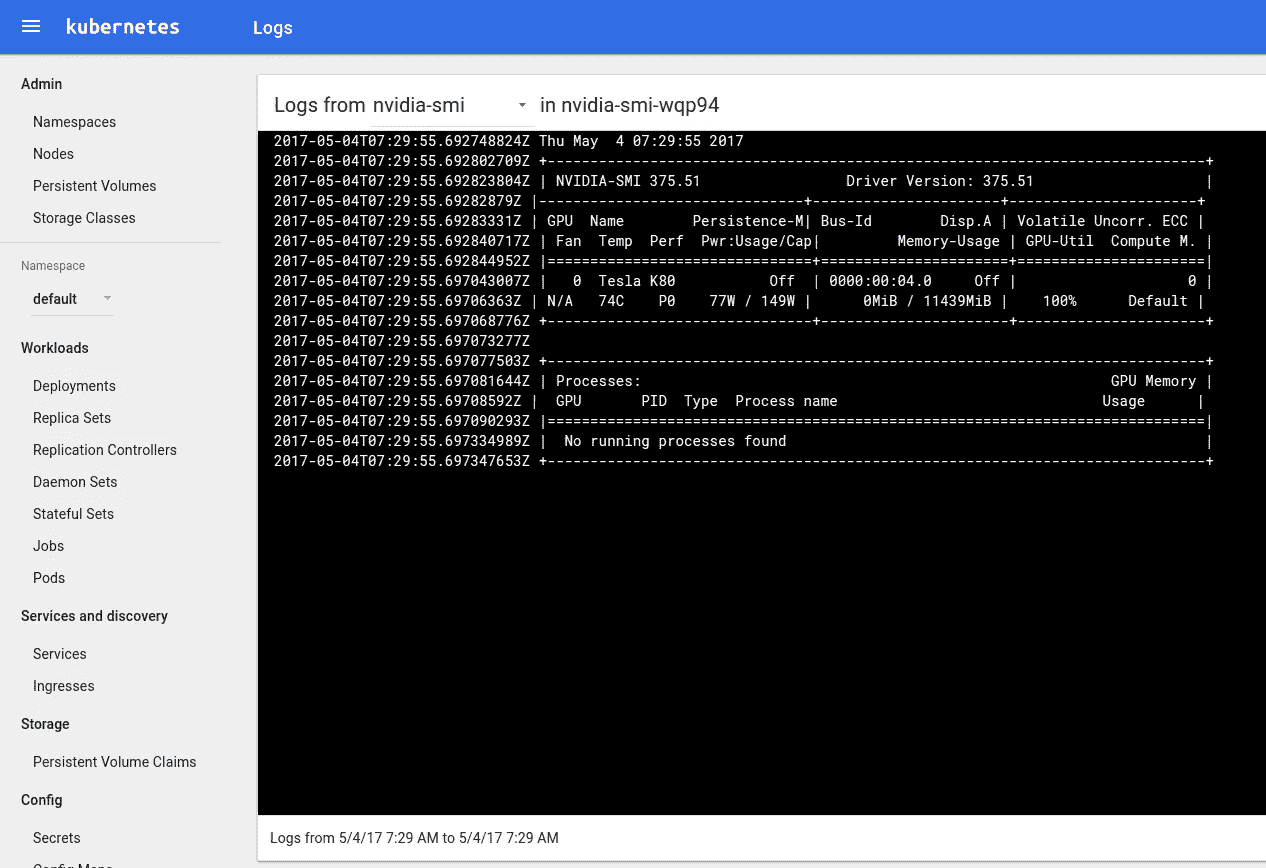 kubernetes
Logs
Admin
Namespaces
Nodes
Persistent Volumes
Storage Classes
Namespace
default
Workloads
Deployments
Replica Sets
Replication Controllers
Daemon Sets
Stateful Sets
Jobs
Pods
Services and discovery
Services
Ingresses
Storage
Persistent Volume Claims
Config
Secrets
Config Maps
Logs from nvidia-smi in nvidia-smi-wqp94
2017-05-04T07:29:55.692748824Z Thu May  4 07:29:55 2017
2017-05-04T07:29:55.692802709Z +-----------------------------------------------------------------------------+
2017-05-04T07:29:55.692823804Z | NVIDIA-SMI 375.51                 Driver Version: 375.51                    |
2017-05-04T07:29:55.69282879Z |-------------------------------+----------------------+----------------------+
2017-05-04T07:29:55.69283331Z | GPU  Name        Persistence-M| Bus-Id        Disp.A | Volatile Uncorr. ECC |
2017-05-04T07:29:55.692840717Z | Fan  Temp  Perf  Pwr:Usage/Cap|         Memory-Usage | GPU-Util  Compute M. |
2017-05-04T07:29:55.692844952Z |===============================+======================+======================|
2017-05-04T07:29:55.697043007Z |   0  Tesla K80           Off  | 0000:00:04.0     Off |                    0 |
2017-05-04T07:29:55.69706363Z | N/A   74C    P0    77W / 149W |      0MiB / 11439MiB |    100%      Default |
2017-05-04T07:29:55.697068776Z +-------------------------------+----------------------+----------------------+
2017-05-04T07:29:55.697073277Z
2017-05-04T07:29:55.697077503Z +-----------------------------------------------------------------------------+
2017-05-04T07:29:55.697081644Z | Processes:                                                       GPU Memory |
2017-05-04T07:29:55.69708592Z |  GPU       PID  Type  Process name                               Usage      |
2017-05-04T07:29:55.697090293Z |=============================================================================|
2017-05-04T07:29:55.697334989Z |  No running processes found                                                 |
2017-05-04T07:29:55.697347653Z +-----------------------------------------------------------------------------+
Logs from 5/4/17 7:29 AM to 5/4/17 7:29 AM